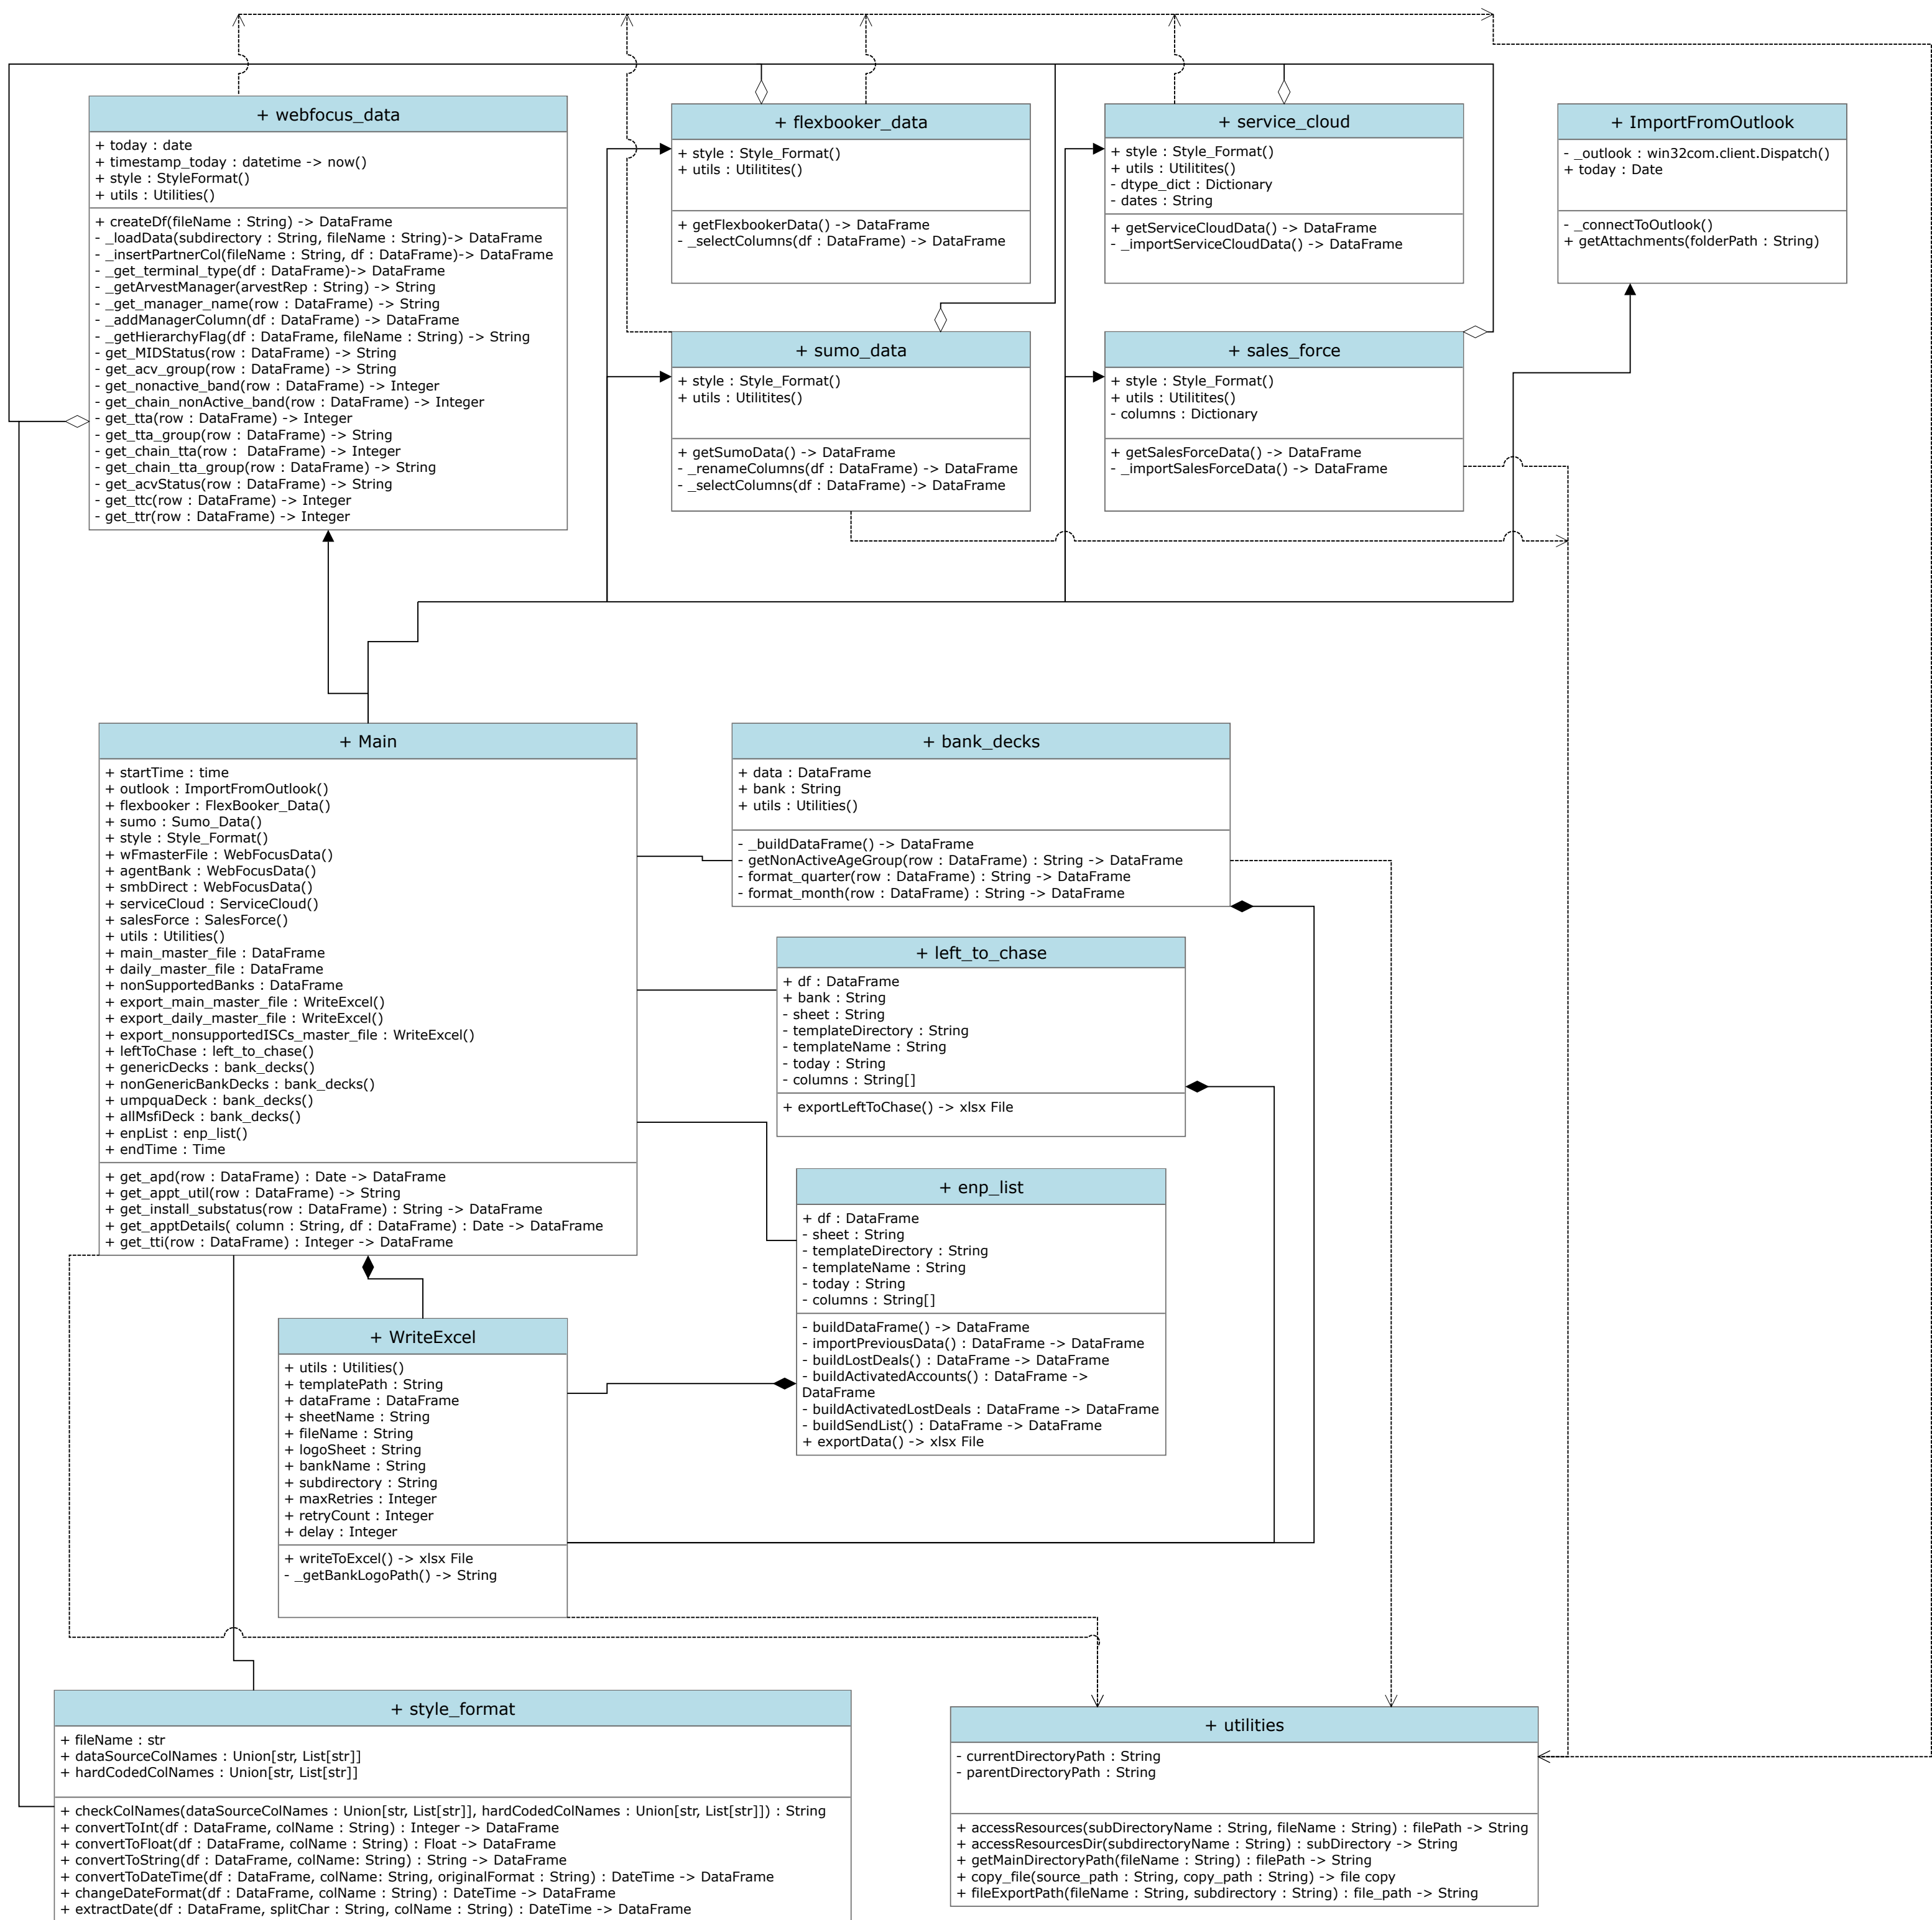 + webfocus_data
+ today : date
+ timestamp_today : datetime -> now()
+ style : StyleFormat()
+ utils : Utilities()
+ createDf(fileName : String) -> DataFrame
- _loadData(subdirectory : String, fileName : String)-> DataFrame
- _insertPartnerCol(fileName : String, df : DataFrame)-> DataFrame
- _get_terminal_type(df : DataFrame)-> DataFrame
- _getArvestManager(arvestRep : String) -> String
- _get_manager_name(row : DataFrame) -> String
- _addManagerColumn(df : DataFrame) -> DataFrame
- _getHierarchyFlag(df : DataFrame, fileName : String) -> String
- get_MIDStatus(row : DataFrame) -> String
- get_acv_group(row : DataFrame) -> String
- get_nonactive_band(row : DataFrame) -> Integer
- get_chain_nonActive_band(row : DataFrame) -> Integer
- get_tta(row : DataFrame) -> Integer
- get_tta_group(row : DataFrame) -> String
- get_chain_tta(row :  DataFrame) -> Integer
- get_chain_tta_group(row : DataFrame) -> String
- get_acvStatus(row : DataFrame) -> String
- get_ttc(row : DataFrame) -> Integer
- get_ttr(row : DataFrame) -> Integer
+ flexbooker_data
+ style : Style_Format()
+ utils : Utilitites()
+ getFlexbookerData() -> DataFrame
- _selectColumns(df : DataFrame) -> DataFrame
+ service_cloud
+ style : Style_Format()
+ utils : Utilitites()
- dtype_dict : Dictionary
- dates : String
+ getServiceCloudData() -> DataFrame
- _importServiceCloudData() -> DataFrame
+ ImportFromOutlook
- _outlook : win32com.client.Dispatch()
+ today : Date
- _connectToOutlook()
+ getAttachments(folderPath : String)
+ sumo_data
+ style : Style_Format()
+ utils : Utilitites()
+ getSumoData() -> DataFrame
- _renameColumns(df : DataFrame) -> DataFrame
- _selectColumns(df : DataFrame) -> DataFrame
+ sales_force
+ style : Style_Format()
+ utils : Utilitites()
- columns : Dictionary
+ getSalesForceData() -> DataFrame
- _importSalesForceData() -> DataFrame
+ Main
+ startTime : time
+ outlook : ImportFromOutlook()
+ flexbooker : FlexBooker_Data()
+ sumo : Sumo_Data()
+ style : Style_Format()
+ wFmasterFile : WebFocusData()
+ agentBank : WebFocusData()
+ smbDirect : WebFocusData()
+ serviceCloud : ServiceCloud()
+ salesForce : SalesForce()
+ utils : Utilities()
+ main_master_file : DataFrame
+ daily_master_file : DataFrame
+ nonSupportedBanks : DataFrame
+ export_main_master_file : WriteExcel()
+ export_daily_master_file : WriteExcel()
+ export_nonsupportedISCs_master_file : WriteExcel()
+ leftToChase : left_to_chase()
+ genericDecks : bank_decks()
+ nonGenericBankDecks : bank_decks()
+ umpquaDeck : bank_decks()
+ allMsfiDeck : bank_decks()
+ enpList : enp_list()
+ endTime : Time
+ get_apd(row : DataFrame) : Date -> DataFrame
+ get_appt_util(row : DataFrame) -> String
+ get_install_substatus(row : DataFrame) : String -> DataFrame
+ get_apptDetails( column : String, df : DataFrame) : Date -> DataFrame
+ get_tti(row : DataFrame) : Integer -> DataFrame
+ bank_decks
+ data : DataFrame
+ bank : String
+ utils : Utilities()
- _buildDataFrame() -> DataFrame
- getNonActiveAgeGroup(row : DataFrame) : String -> DataFrame
- format_quarter(row : DataFrame) : String -> DataFrame
- format_month(row : DataFrame) : String -> DataFrame
+ left_to_chase
+ df : DataFrame
+ bank : String
- sheet : String
- templateDirectory : String
- templateName : String
- today : String
- columns : String[]
+ exportLeftToChase() -> xlsx File
+ enp_list
+ df : DataFrame
- sheet : String
- templateDirectory : String
- templateName : String
- today : String
- columns : String[]
- buildDataFrame() -> DataFrame
- importPreviousData() : DataFrame -> DataFrame
- buildLostDeals() : DataFrame -> DataFrame
- buildActivatedAccounts() : DataFrame ->
DataFrame
- buildActivatedLostDeals : DataFrame -> DataFrame
- buildSendList() : DataFrame -> DataFrame
+ exportData() -> xlsx File
+ WriteExcel
+ utils : Utilities()
+ templatePath : String
+ dataFrame : DataFrame
+ sheetName : String
+ fileName : String
+ logoSheet : String
+ bankName : String
+ subdirectory : String
+ maxRetries : Integer
+ retryCount : Integer
+ delay : Integer
+ writeToExcel() -> xlsx File
- _getBankLogoPath() -> String
+ style_format
+ fileName : str
+ dataSourceColNames : Union[str, List[str]]
+ hardCodedColNames : Union[str, List[str]]
+ checkColNames(dataSourceColNames : Union[str, List[str]], hardCodedColNames : Union[str, List[str]]) : String
+ convertToInt(df : DataFrame, colName : String) : Integer -> DataFrame
+ convertToFloat(df : DataFrame, colName : String) : Float -> DataFrame
+ convertToString(df : DataFrame, colName: String) : String -> DataFrame
+ convertToDateTime(df : DataFrame, colName: String, originalFormat : String) : DateTime -> DataFrame
+ changeDateFormat(df : DataFrame, colName : String) : DateTime -> DataFrame
+ extractDate(df : DataFrame, splitChar : String, colName : String) : DateTime -> DataFrame
+ utilities
- currentDirectoryPath : String
- parentDirectoryPath : String
+ accessResources(subDirectoryName : String, fileName : String) : filePath -> String
+ accessResourcesDir(subdirectoryName : String) : subDirectory -> String
+ getMainDirectoryPath(fileName : String) : filePath -> String
+ copy_file(source_path : String, copy_path : String) -> file copy
+ fileExportPath(fileName : String, subdirectory : String) : file_path -> String